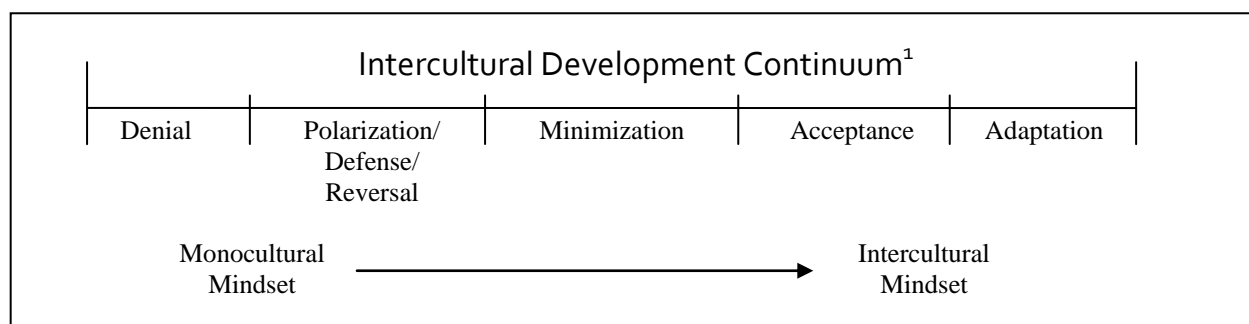 Intercultural Development Continuum¹
Denial Polarization/ Minimization Acceptance Adaptation
Defense/
Reversal
Monocultural Intercultural
Mindset Mindset